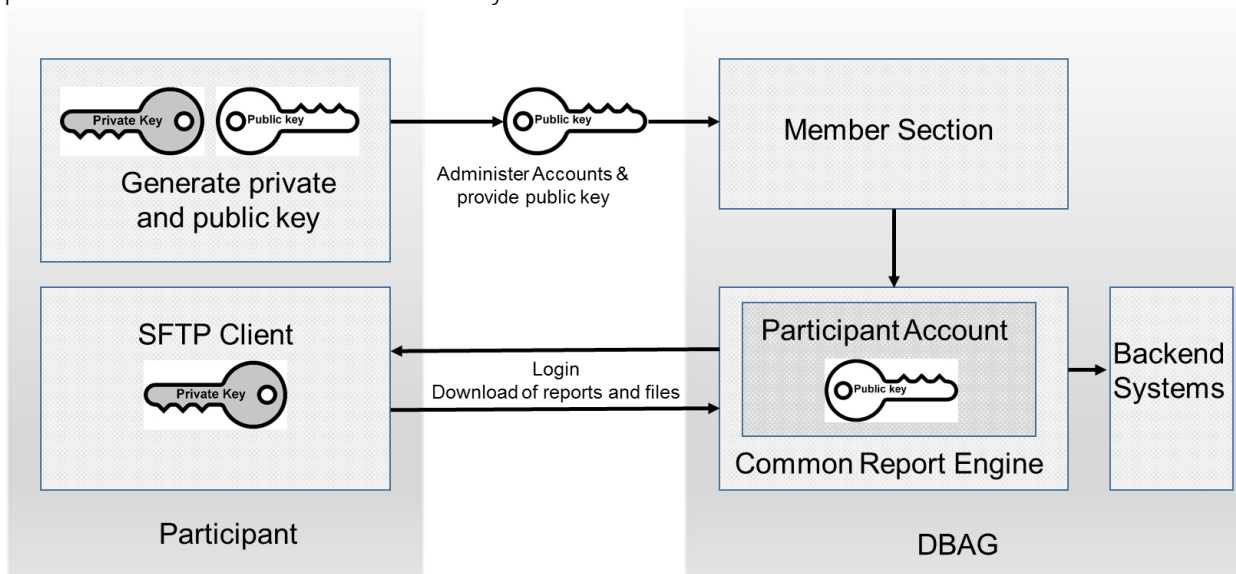 Private Key
Public key
Generate private
and public key
Public key
Administer Accounts &
provide public key
Member Section
SFTP Client
Private Key
Login
Download of reports and files
Participant Account
Public key
Common Report Engine
Backend
Systems
Participant
DBAG